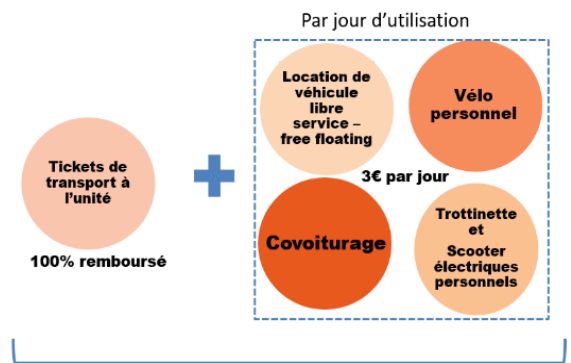 Par jour d'utilisation
Tickets de
transport à
l'unité
100% remboursé
Location de
véhicule
libre
service –
free floating
Vélo
personnel
3€ par jour
Covoiturage
Trottinette
et
Scooter
électriques
personnels